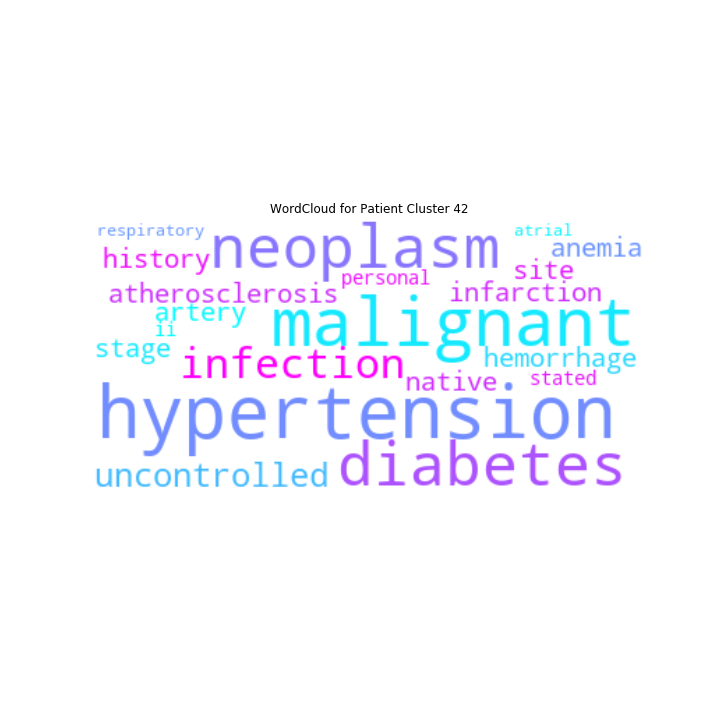 WordCloud for Patient Cluster 42
respiratory
neoplasm
atrial
anemia
history
personal
site
atherosclerosis
infarction
artery
malignant
ii
stage
infection
hemorrhage
native
stated
hypertension
diabetes
uncontrolled